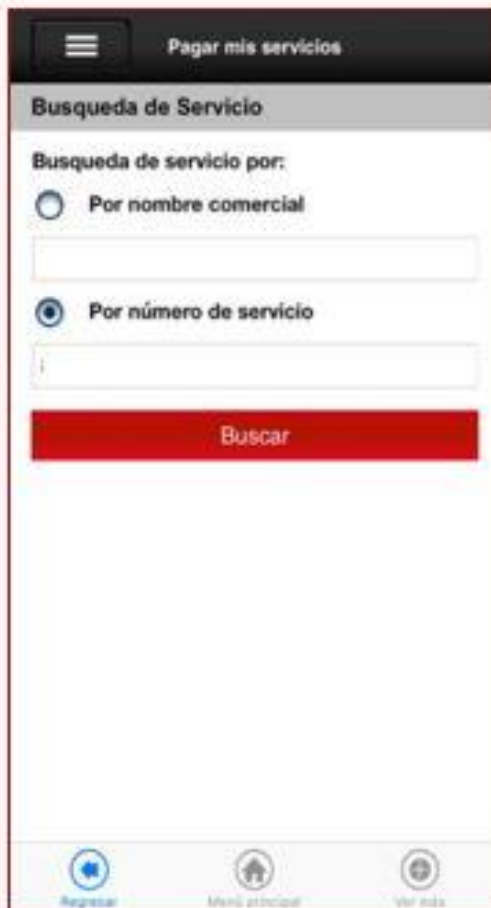 Pagar mis servicios
Busqueda de Servicio
Busqueda de servicio por:
Por nombre comercial
Por número de servicio
Buscar
Regresar
Menú principal
Ver más